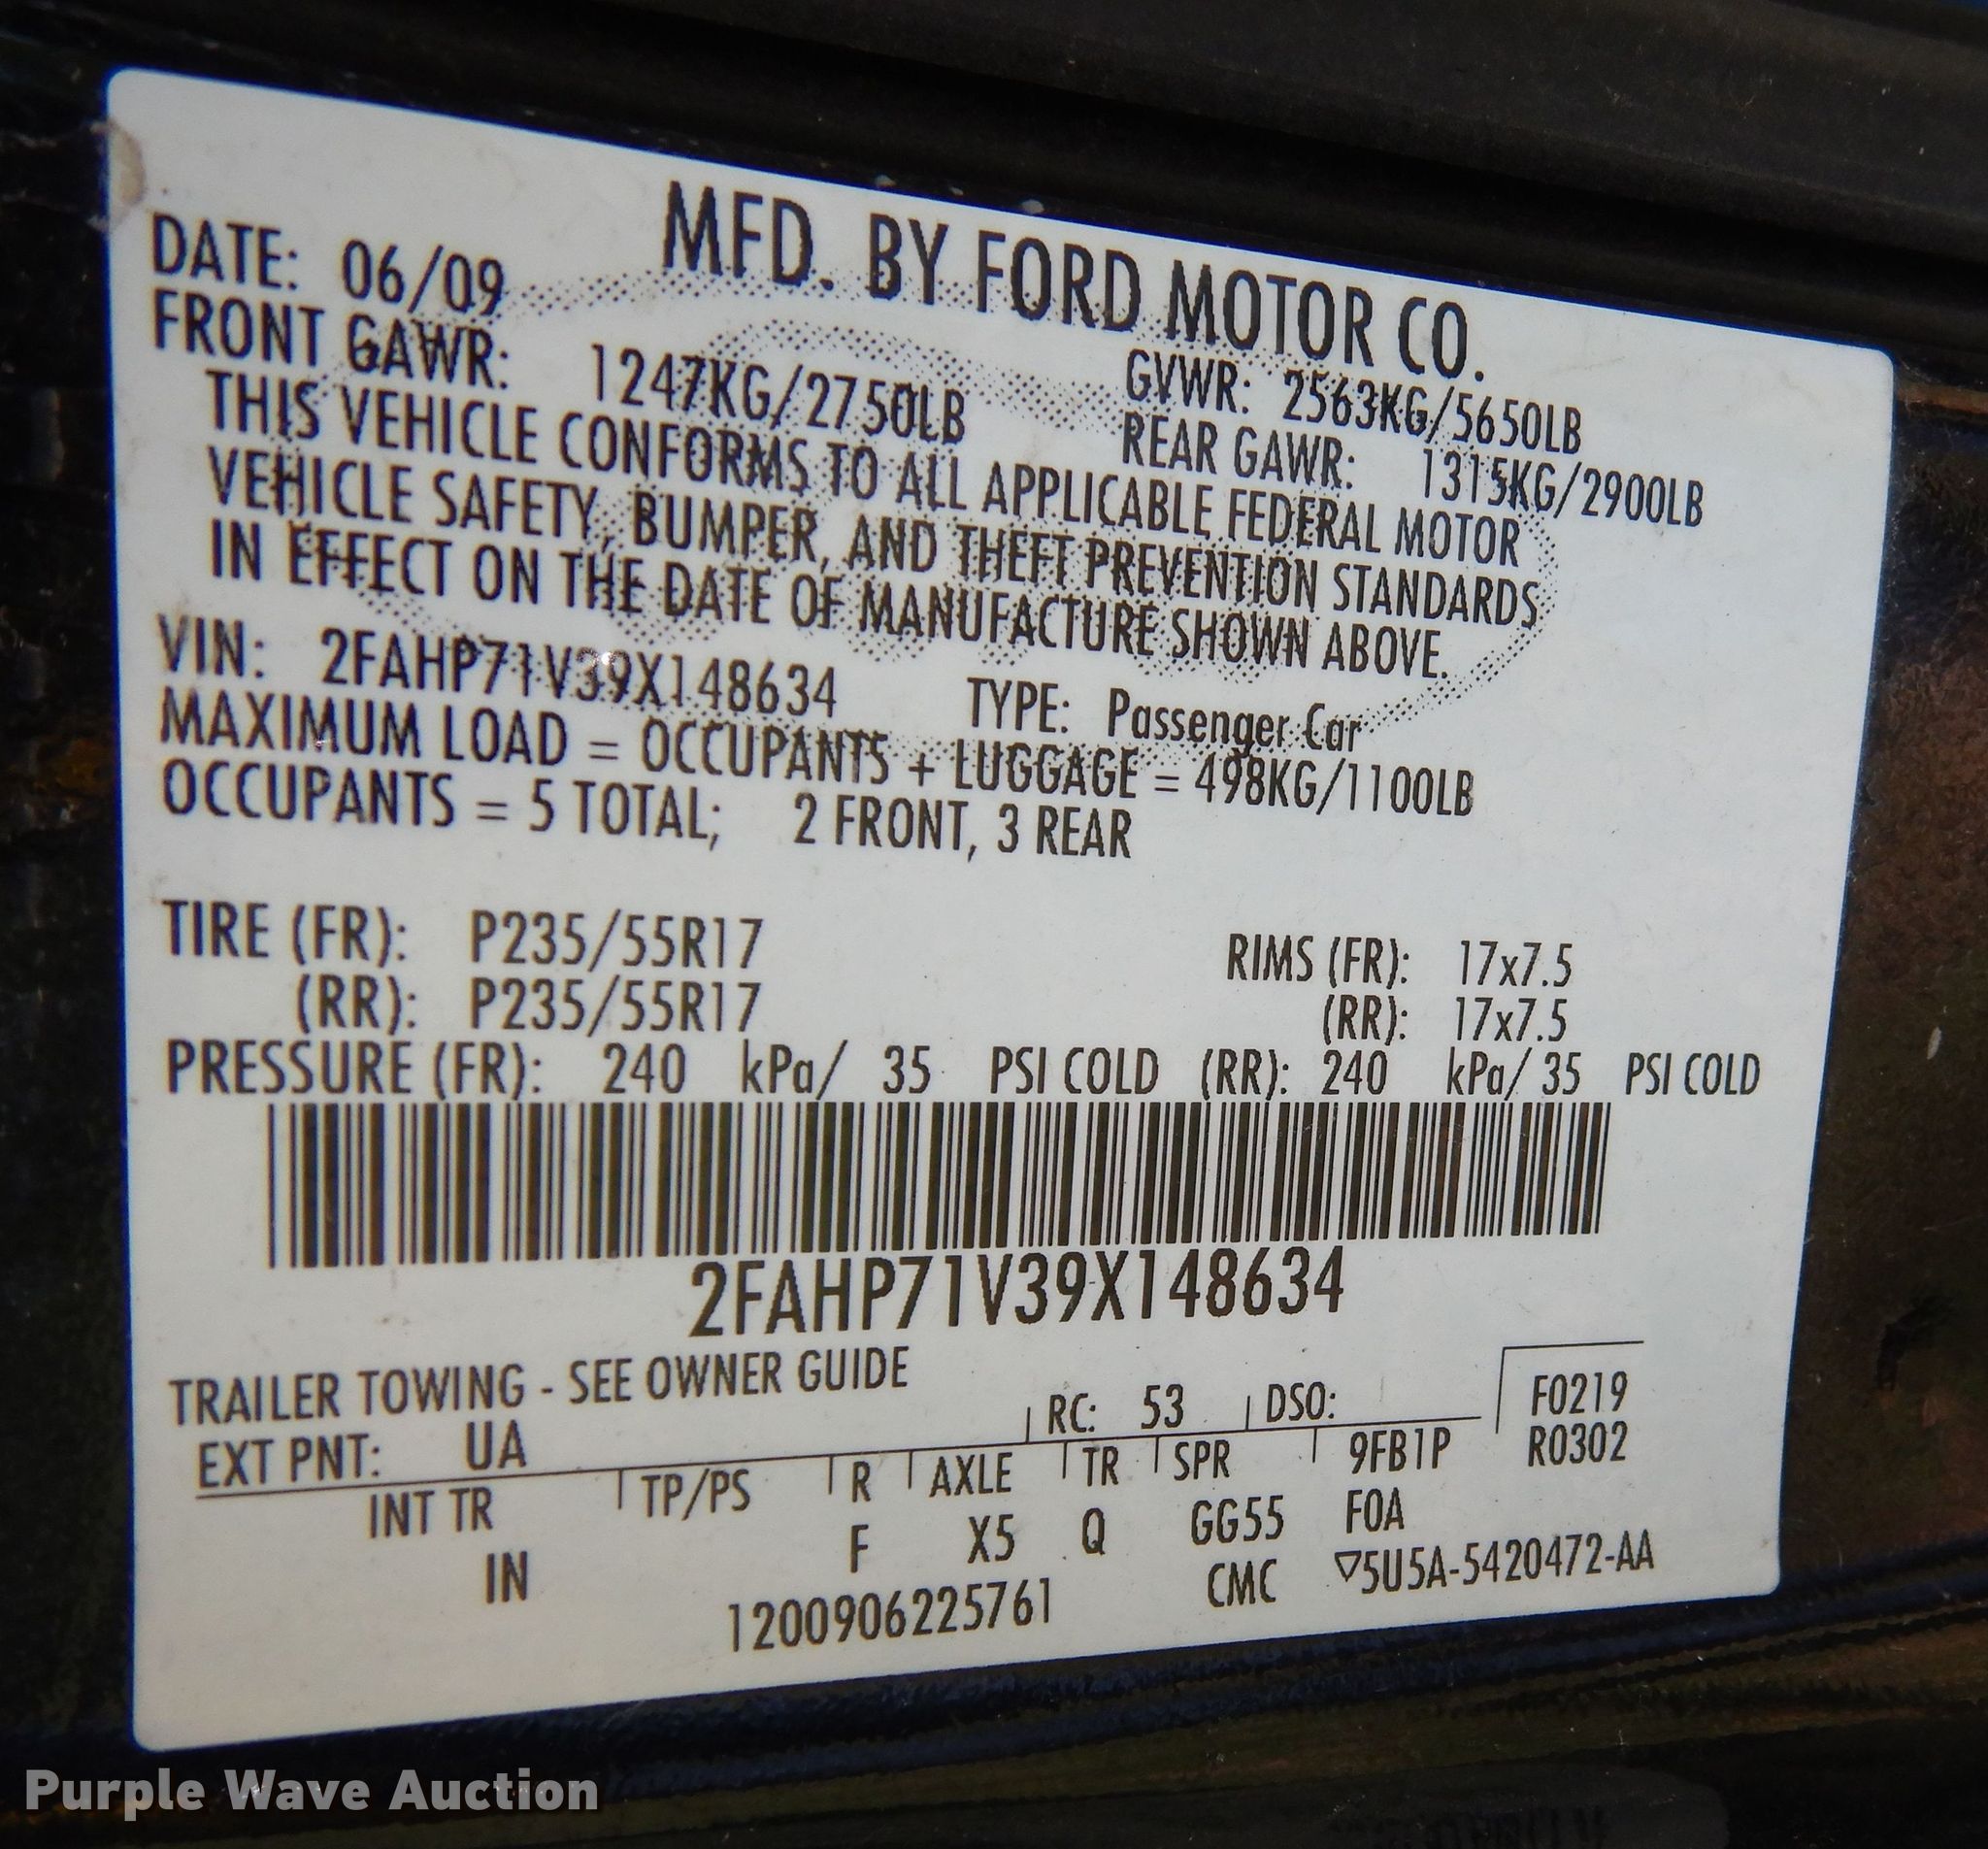 MFD. BY FORD MOTOR CO.
DATE: 06/09 GVWR: 2563KG/5650LB
FRONT GAWR: 1247KG/2750LB REAR GAWR: 1315KG/2900LB
THIS VEHICLE CONFORMS TO ALL APPLICABLE FEDERAL MOTOR
VEHICLE SAFETY, BUMPER, AND THEFT PREVENTION STANDARDS
IN EFFECT ON THE DATE OF MANUFACTURE SHOWN ABOVE.
VIN: 2FAHP71V39X148634 TYPE: Passenger Car
MAXIMUM LOAD = OCCUPANTS + LUGGAGE = 498KG/1100LB
OCCUPANTS = 5 TOTAL; 2 FRONT, 3 REAR
TIRE (FR): P235/55R17 RIMS (FR): 17x7.5
(RR): P235/55R17 (RR): 17x7.5
PRESSURE (FR): 240 kPa/ 35 PSI COLD (RR): 240 kPa/ 35 PSI COLD
2FAHP71V39X148634
TRAILER TOWING - SEE OWNER GUIDE
EXT PNT: UA RC: 53 DSO: F0219
INT TR TP/PS R AXLE TR SPR 9FB1P R0302
IN F X5 Q GG55 F0A
1200906225761 CMC ▽5U5A-5420472-AA
Purple Wave Auction